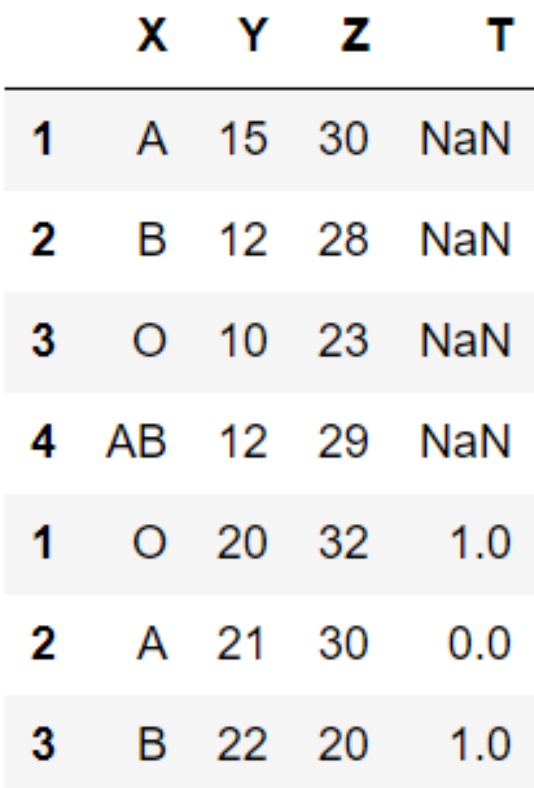 X Y Z T
1 A 15 30 NaN
2 B 12 28 NaN
3 O 10 23 NaN
4 AB 12 29 NaN
1 O 20 32 1.0
2 A 21 30 0.0
3 B 22 20 1.0